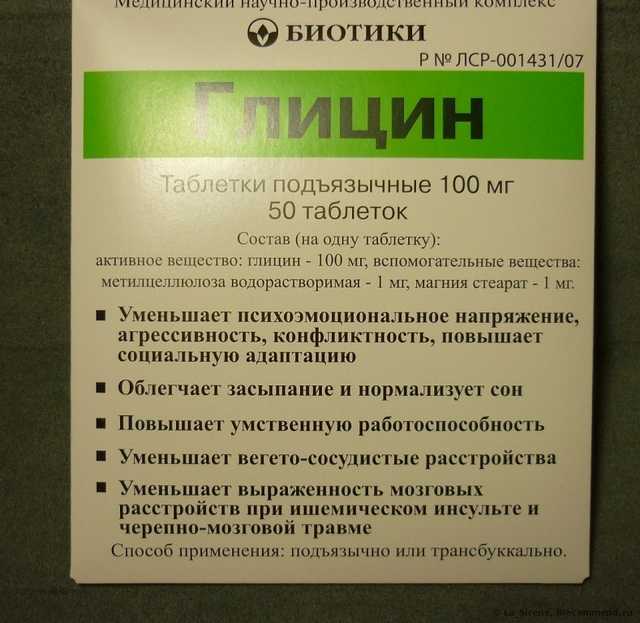 Медицинский научно-производственный комплекс
БИОТИКИ
Р № ЛСР-001431/07
Глицин
Таблетки подъязычные 100 мг
50 таблеток
Состав (на одну таблетку):
активное вещество: глицин - 100 мг, вспомогательные вещества:
метилцеллюлоза водорастворимая - 1 мг, магния стеарат - 1 мг.
■ Уменьшает психоэмоциональное напряжение,
агрессивность, конфликтность, повышает
социальную адаптацию
■ Облегчает засыпание и нормализует сон
■ Повышает умственную работоспособность
■ Уменьшает вегето-сосудистые расстройства
■ Уменьшает выраженность мозговых
расстройств при ишемическом инсульте и
черепно-мозговой травме
Способ применения: подъязычно или трансбуккально.